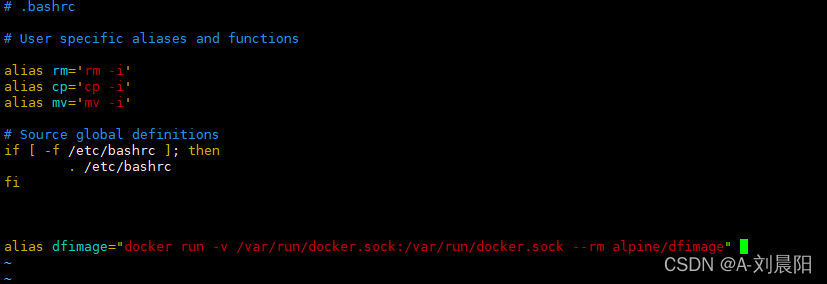 # .bashrc
# User specific aliases and functions
alias rm='rm -i'
alias cp='cp -i'
alias mv='mv -i'
# Source global definitions
if [ -f /etc/bashrc ]; then
        . /etc/bashrc
fi
alias dfimage="docker run -v /var/run/docker.sock:/var/run/docker.sock --rm alpine/dfimage"
~
~
CSDN @A-刘晨阳